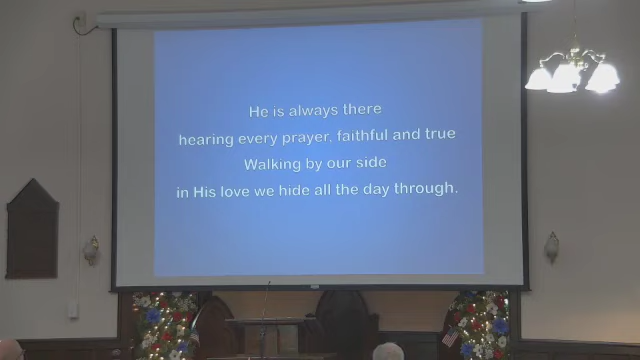 He is always there
hearing every prayer, faithful and true
Walking by our side
in His love we hide all the day through.